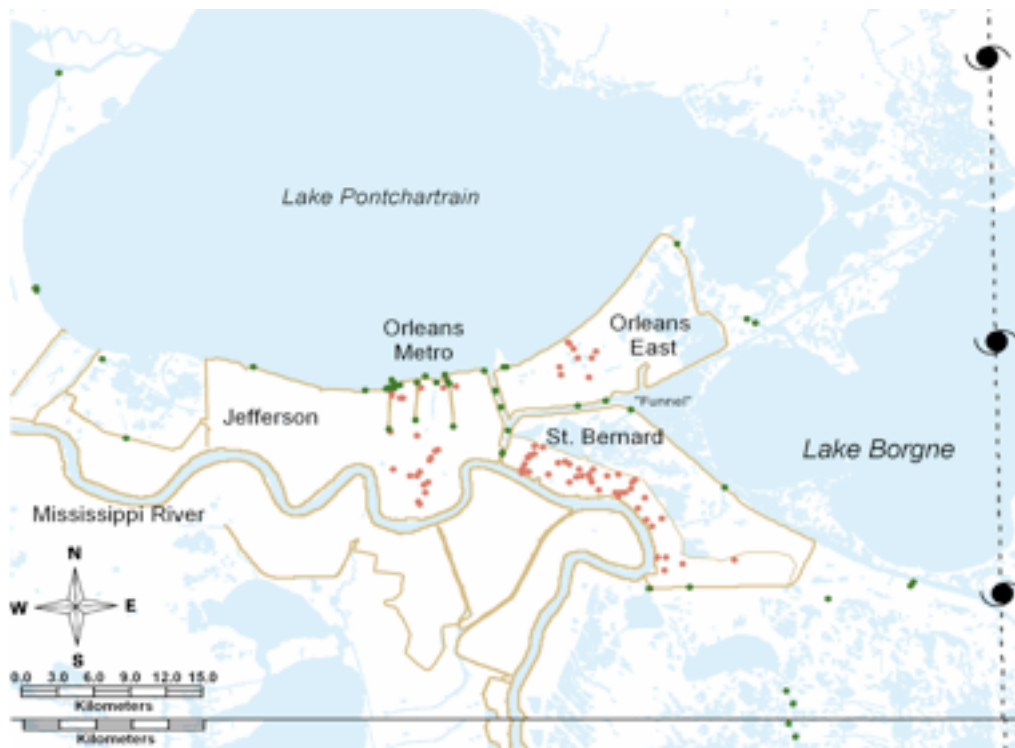 Lake Pontchartrain
Orleans
Metro
Orleans
East
"Funnel"
Jefferson
St. Bernard
Lake Borgne
Mississippi River
N
W E
S
0.0 3.0 6.0 9.0 12.0 15.0
Kilometers
Kilometers